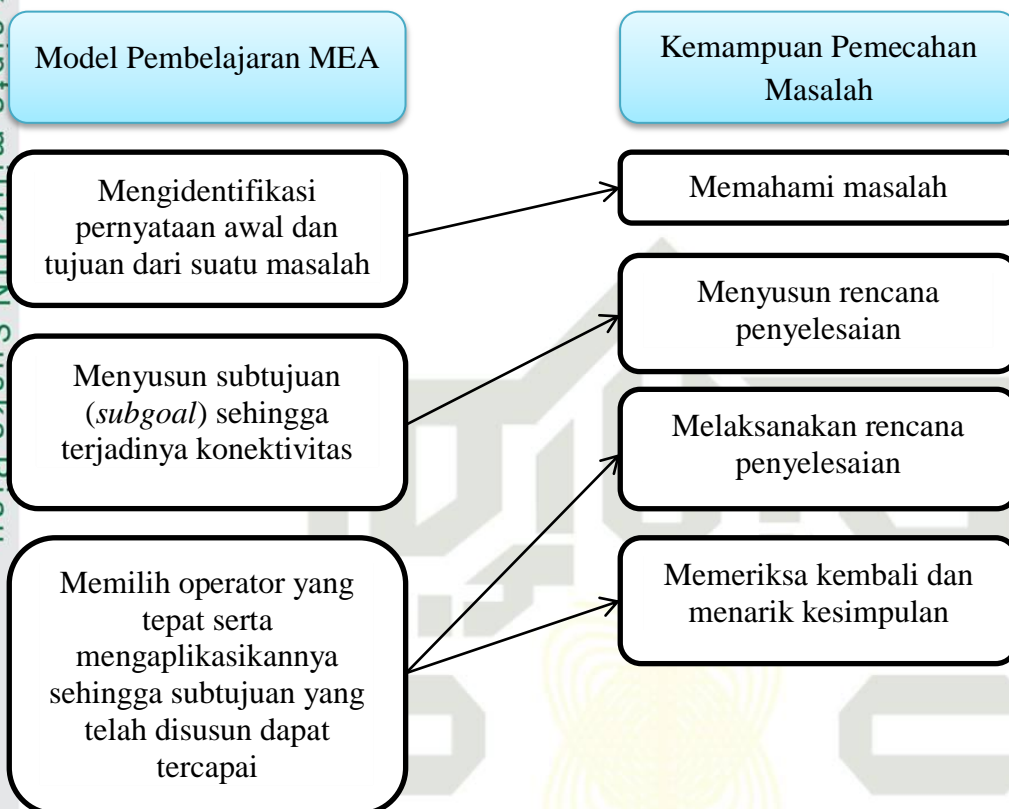 Model Pembelajaran MEA
Kemampuan Pemecahan
Masalah
Mengidentifikasi
pernyataan awal dan
tujuan dari suatu masalah
Memahami masalah
Menyusun rencana
penyelesaian
Menyusun subtujuan
(subgoal) sehingga
terjadinya konektivitas
Melaksanakan rencana
penyelesaian
Memilih operator yang
tepat serta
mengaplikasikannya
sehingga subtujuan yang
telah disusun dapat
tercapai
Memeriksa kembali dan
menarik kesimpulan